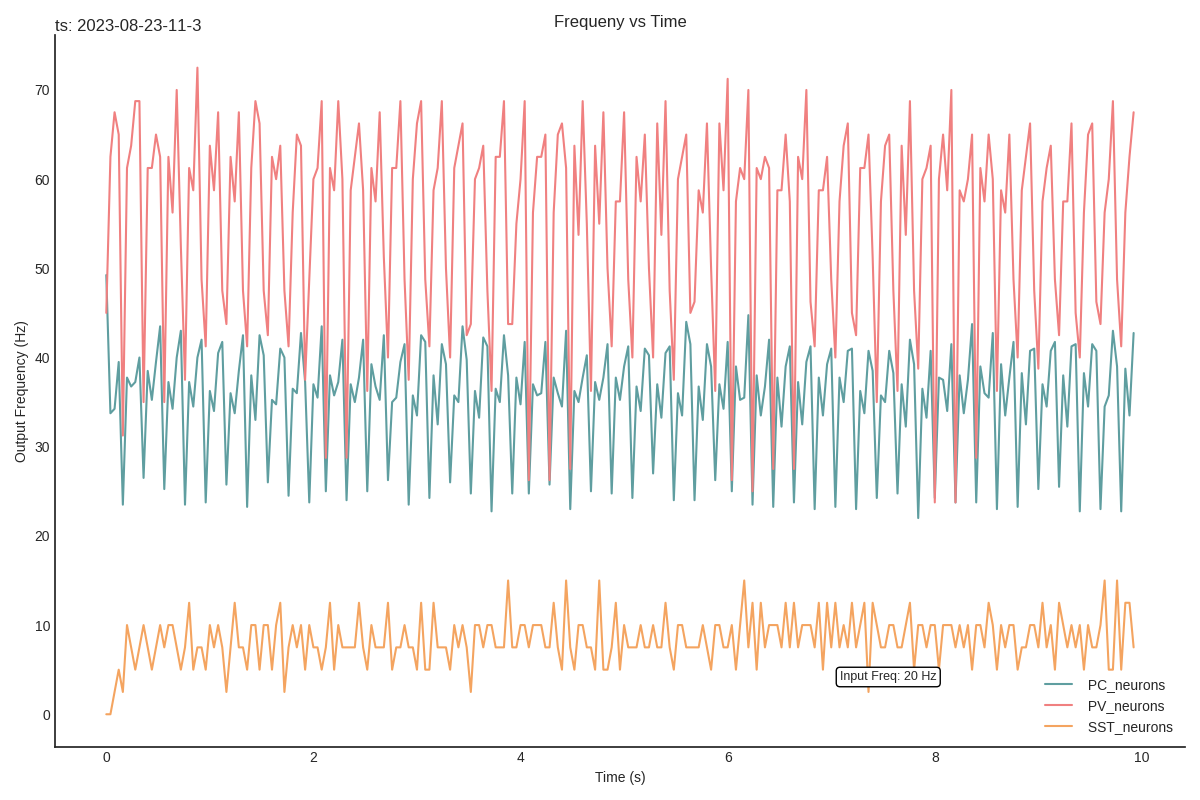 ts: 2023-08-23-11-3
Frequeny vs Time
Output Frequency (Hz)
70
60
50
40
30
20
10
0
Input Freq: 20 Hz
PC_neurons
PV_neurons
SST_neurons
0 2 4 6 8 10
Time (s)